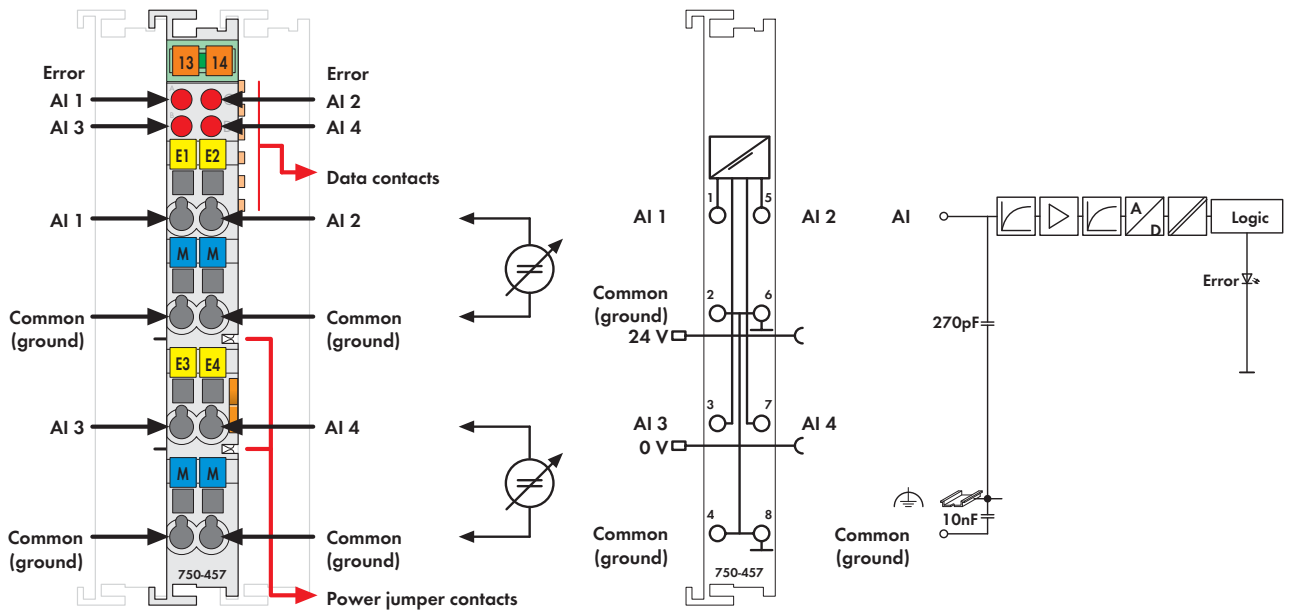 13 14
Error Error
AI 1 AI 2
AI 3 AI 4
E1 E2
Data contacts
AI 1 AI 2
M M
Common (ground) Common (ground)
E3 E4
AI 3 AI 4
M M
Common (ground) Common (ground)
750-457
Power jumper contacts
1 5
AI 1 AI 2
2 6
Common
(ground)
24 V
3 7
AI 3 AI 4
0 V
4 8
Common
(ground)
750-457
AI
A
D
Logic
Error
270pF
10nF
Common
(ground)